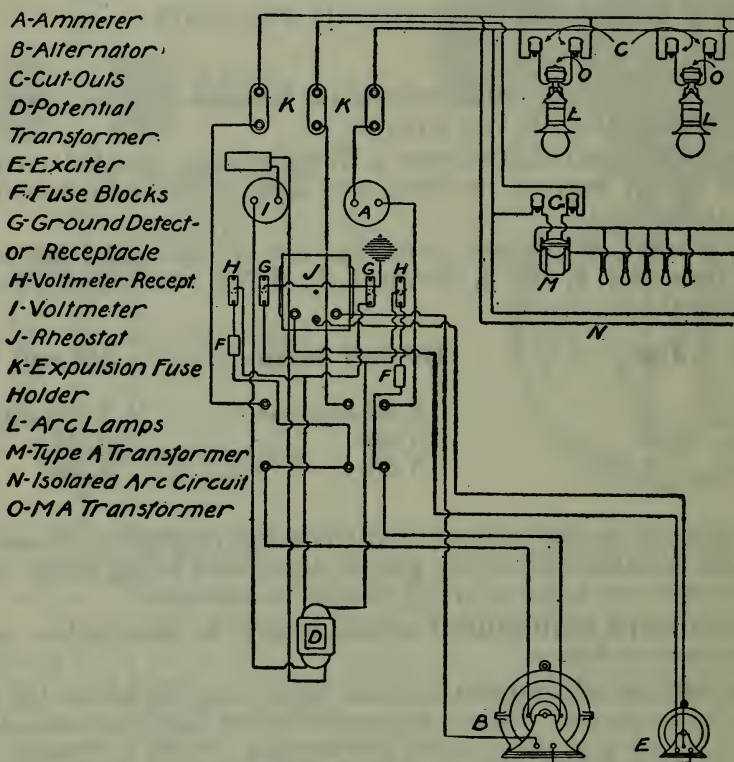 A-Ammeter
B-Alternator
C-Cut-Outs
D-Potential
Transformer
E-Exciter
F-Fuse Blocks
G-Ground Detect-
or Receptacle
H-Voltmeter Recept.
I-Voltmeter
J-Rheostat
K-Expulsion Fuse
Holder
L-Arc Lamps
M-Type A Transformer
N-Isolated Arc Circuit
O-M A Transformer
K K
C
O O
L L
I A
C
M
H G J G H
N
F F
D
B E